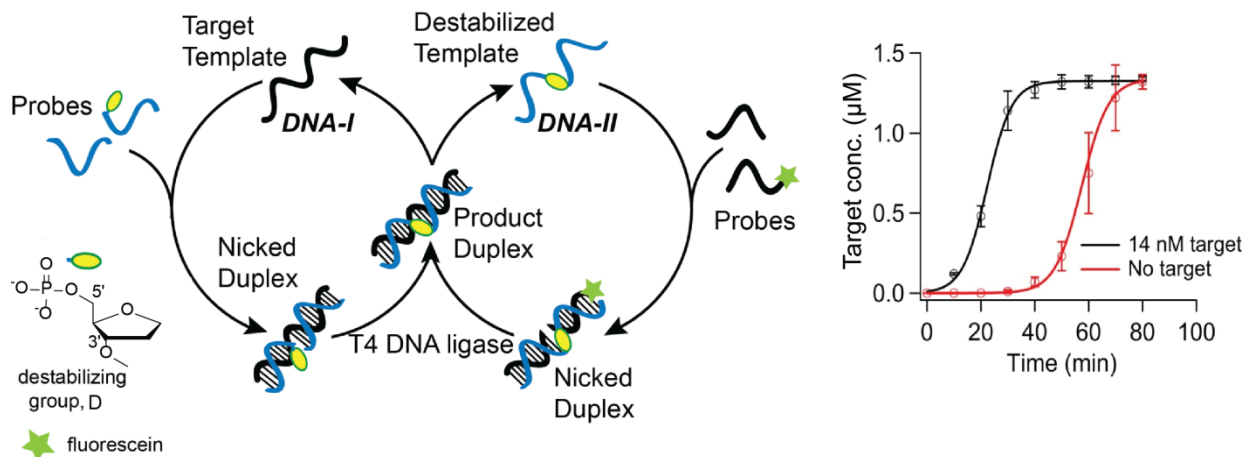 Target
Template
Destabilized
Template
Probes
DNA-I
DNA-II
Probes
Product
Duplex
Nicked
Duplex
T4 DNA ligase
Nicked
Duplex
O
-O
P
O
O-
5'
O
3'
O
destabilizing
group, D
fluorescein
Target conc. (µM)
1.5
1.0
0.5
0.0
14 nM target
No target
0 20 40 60 80 100
Time (min)